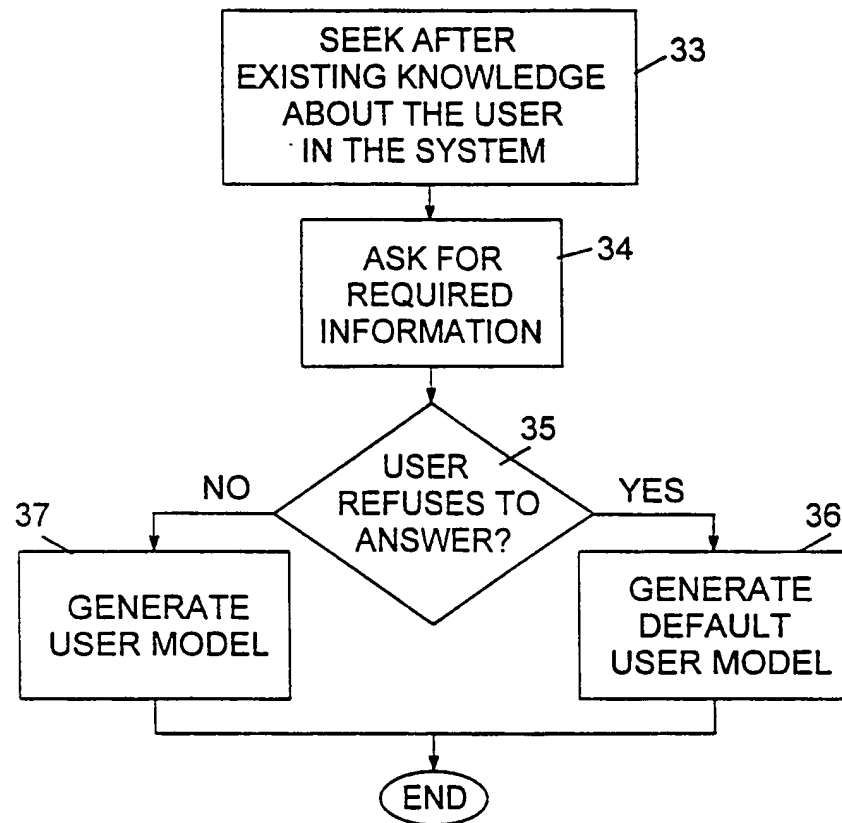 SEEK AFTER
EXISTING KNOWLEDGE
ABOUT THE USER
IN THE SYSTEM
33
ASK FOR
REQUIRED
INFORMATION
34
35
USER
REFUSES TO
ANSWER?
NO
YES
37
36
GENERATE
USER MODEL
GENERATE
DEFAULT
USER MODEL
END